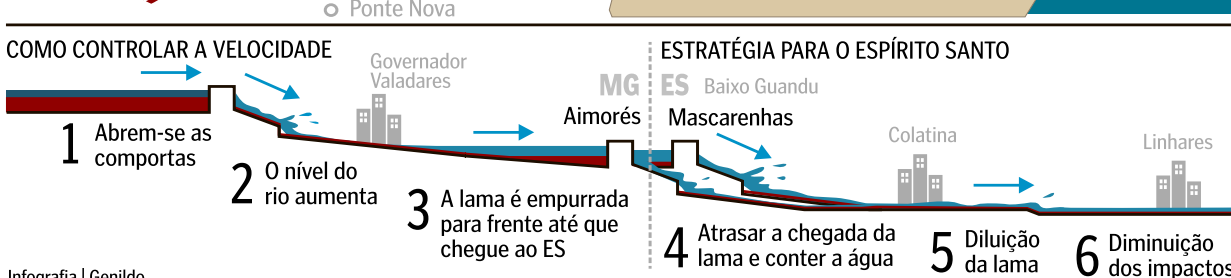 Ponte Nova
COMO CONTROLAR A VELOCIDADE
ESTRATÉGIA PARA O ESPÍRITO SANTO
Governador
Valadares
MG
ES
Baixo Guandu
Aimorés
Mascarenhas
Colatina
Linhares
1
Abrem-se as
comportas
2
O nível do
rio aumenta
3
A lama é empurrada
para frente até que
chegue ao ES
4
Atrasar a chegada da
lama e conter a água
5
Diluição
da lama
6
Diminuição
dos impactos
Infografia | Genildo